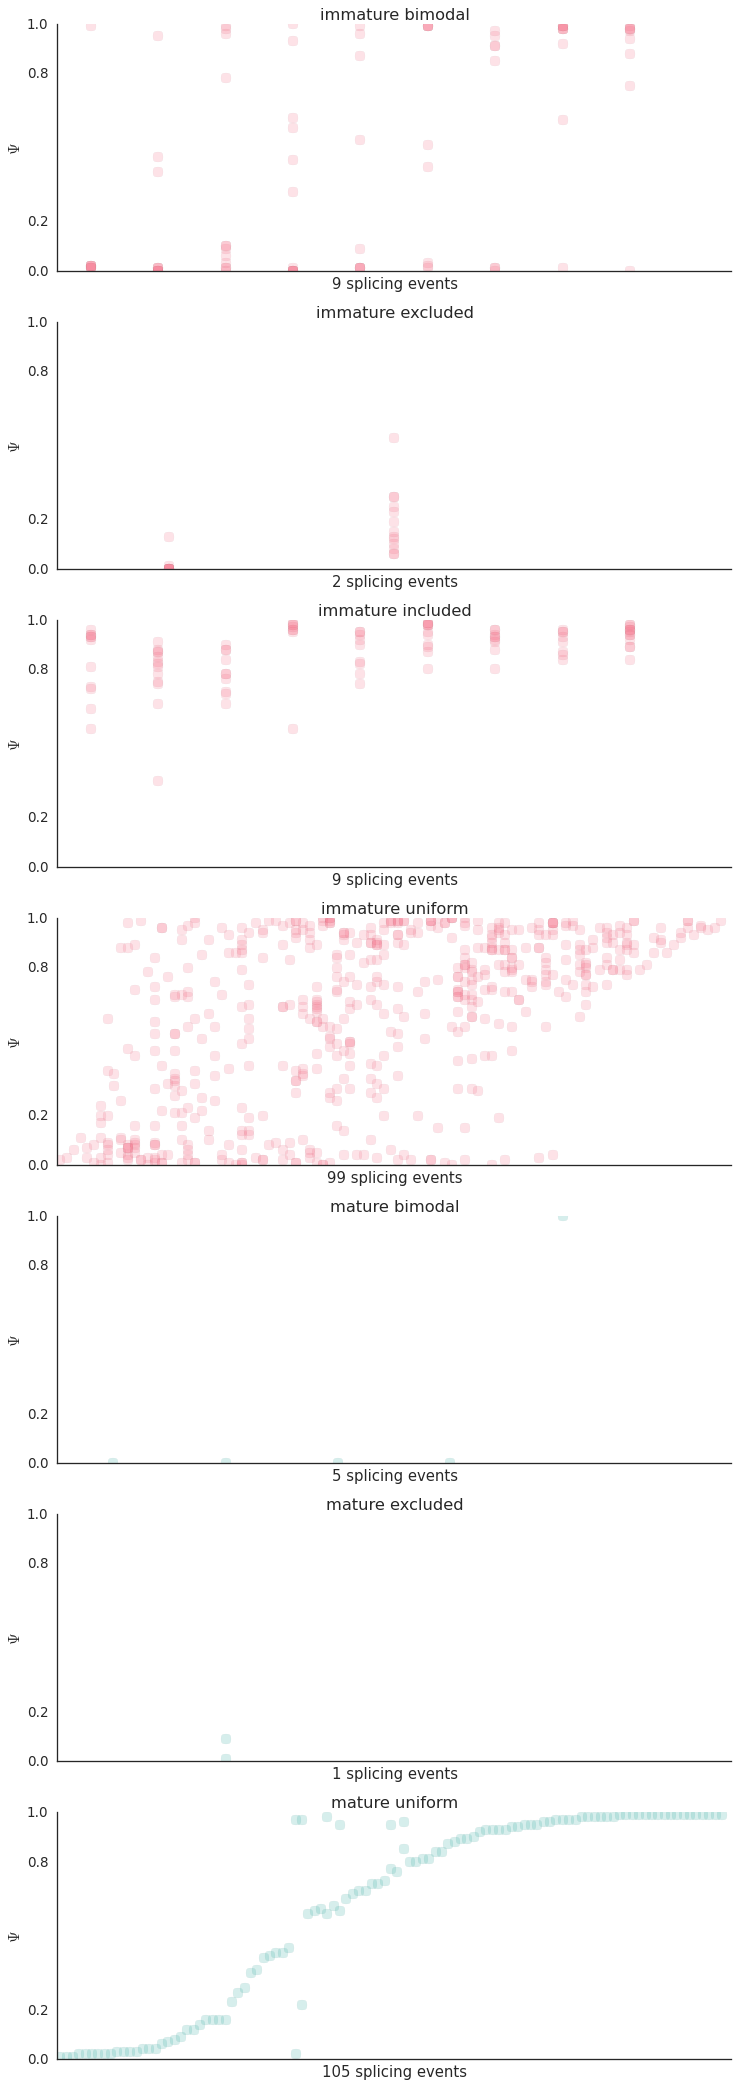 immature bimodal
1.0
0.8
Ψ
0.2
0.0
9 splicing events
immature excluded
1.0
0.8
Ψ
0.2
0.0
2 splicing events
immature included
1.0
0.8
Ψ
0.2
0.0
9 splicing events
immature uniform
1.0
0.8
Ψ
0.2
0.0
99 splicing events
mature bimodal
1.0
0.8
Ψ
0.2
0.0
5 splicing events
mature excluded
1.0
0.8
Ψ
0.2
0.0
1 splicing events
mature uniform
1.0
0.8
Ψ
0.2
0.0
105 splicing events